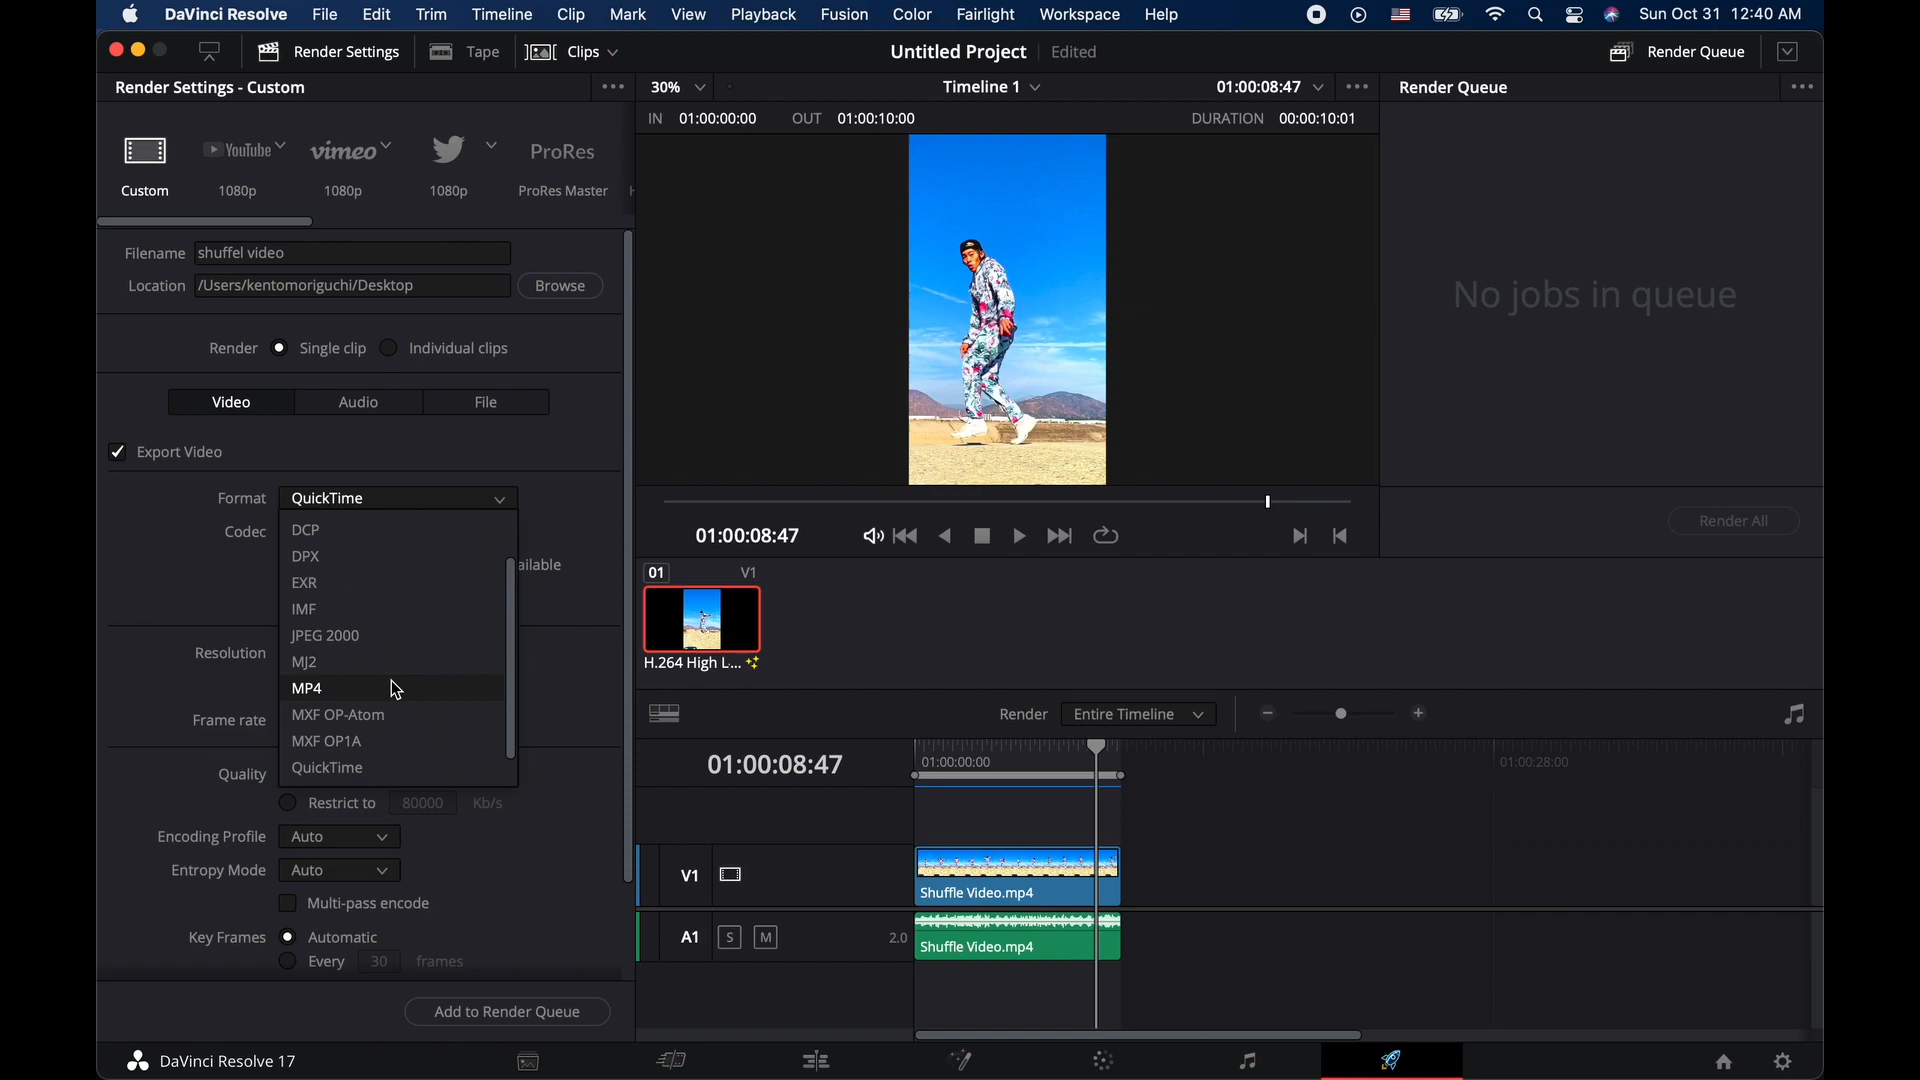 DaVinci Resolve File Edit Trim Timeline Clip Mark View Playback Fusion Color Fairlight Workspace Help Sun Oct 31 12:40 AM
Render Settings Tape Clips Untitled Project Edited Render Queue
Render Settings - Custom 30% Timeline 1 01:00:08:47 Render Queue
IN 01:00:00:00 OUT 01:00:10:00 DURATION 00:00:10:01
YouTube vimeo ProRes
Custom 1080p 1080p 1080p ProRes Master
Filename shuffel video
Location /Users/kentomoriguchi/Desktop Browse
No jobs in queue
Render Single clip Individual clips
Video Audio File
Export Video
Format QuickTime
Render All
Codec DCP
01:00:08:47
DPX
ailable
01 V1
EXR
IMF
JPEG 2000
Resolution
MJ2
H.264 High L...
MP4
Frame rate MXF OP-Atom
Render Entire Timeline
MXF OP1A
Quality QuickTime
01:00:08:47 01:00:00:00 01:00:28:00
Restrict to 80000 Kb/s
Encoding Profile Auto
Entropy Mode Auto
V1
Shuffle Video.mp4
Multi-pass encode
Key Frames Automatic
A1 S M 2.0
Shuffle Video.mp4
Every 30 frames
Add to Render Queue
DaVinci Resolve 17